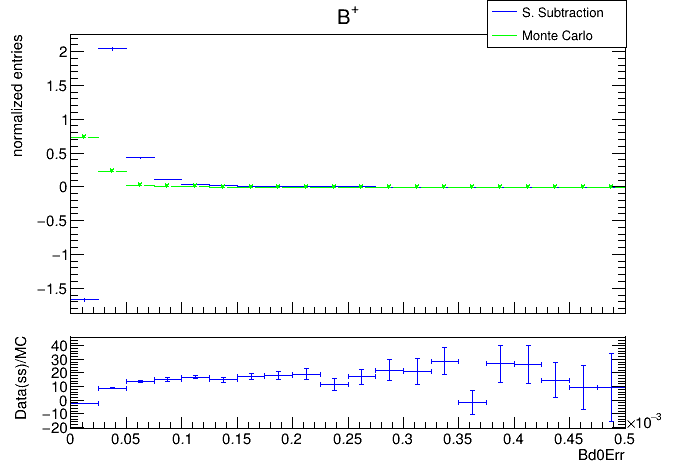 B+
S. Subtraction
Monte Carlo
normalized entries
2
1.5
1
0.5
0
−0.5
−1
−1.5
Data(ss)/MC
40
30
20
10
0
−10
−20
0 0.05 0.1 0.15 0.2 0.25 0.3 0.35 0.4 0.45 0.5
×10−3
Bd0Err